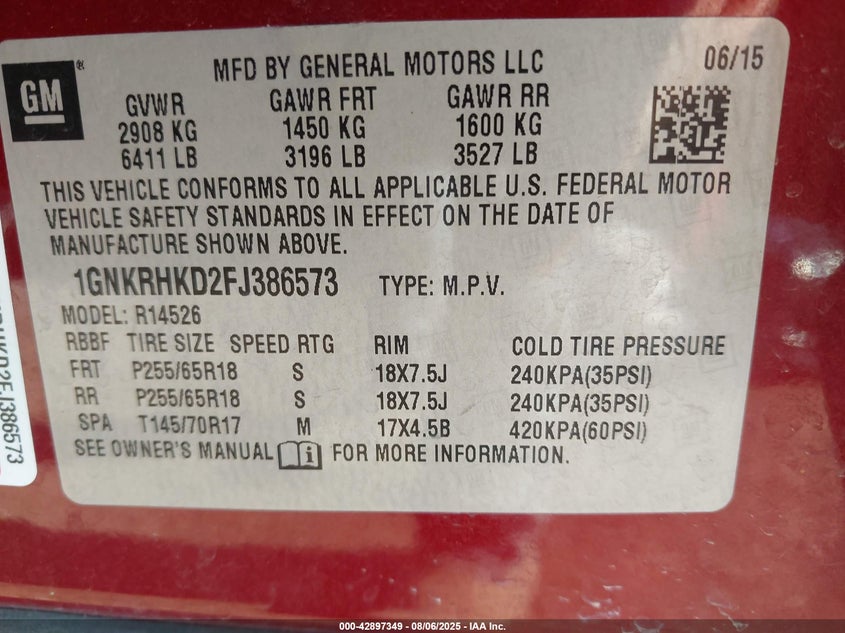 GM ®
MFD BY GENERAL MOTORS LLC 06/15
GVWR GAWR FRT GAWR RR
2908 KG 1450 KG 1600 KG
6411 LB 3196 LB 3527 LB
THIS VEHICLE CONFORMS TO ALL APPLICABLE U.S. FEDERAL MOTOR
VEHICLE SAFETY STANDARDS IN EFFECT ON THE DATE OF
MANUFACTURE SHOWN ABOVE.
1GNKRHKD2FJ386573 TYPE: M.P.V.
MODEL: R14526
RBBF TIRE SIZE SPEED RTG RIM COLD TIRE PRESSURE
FRT P255/65R18 S 18X7.5J 240KPA(35PSI)
RR P255/65R18 S 18X7.5J 240KPA(35PSI)
SPA T145/70R17 M 17X4.5B 420KPA(60PSI)
SEE OWNER'S MANUAL i FOR MORE INFORMATION.
HKD2FJ386573
000-42897349 - 08/06/2025 - IAA Inc.